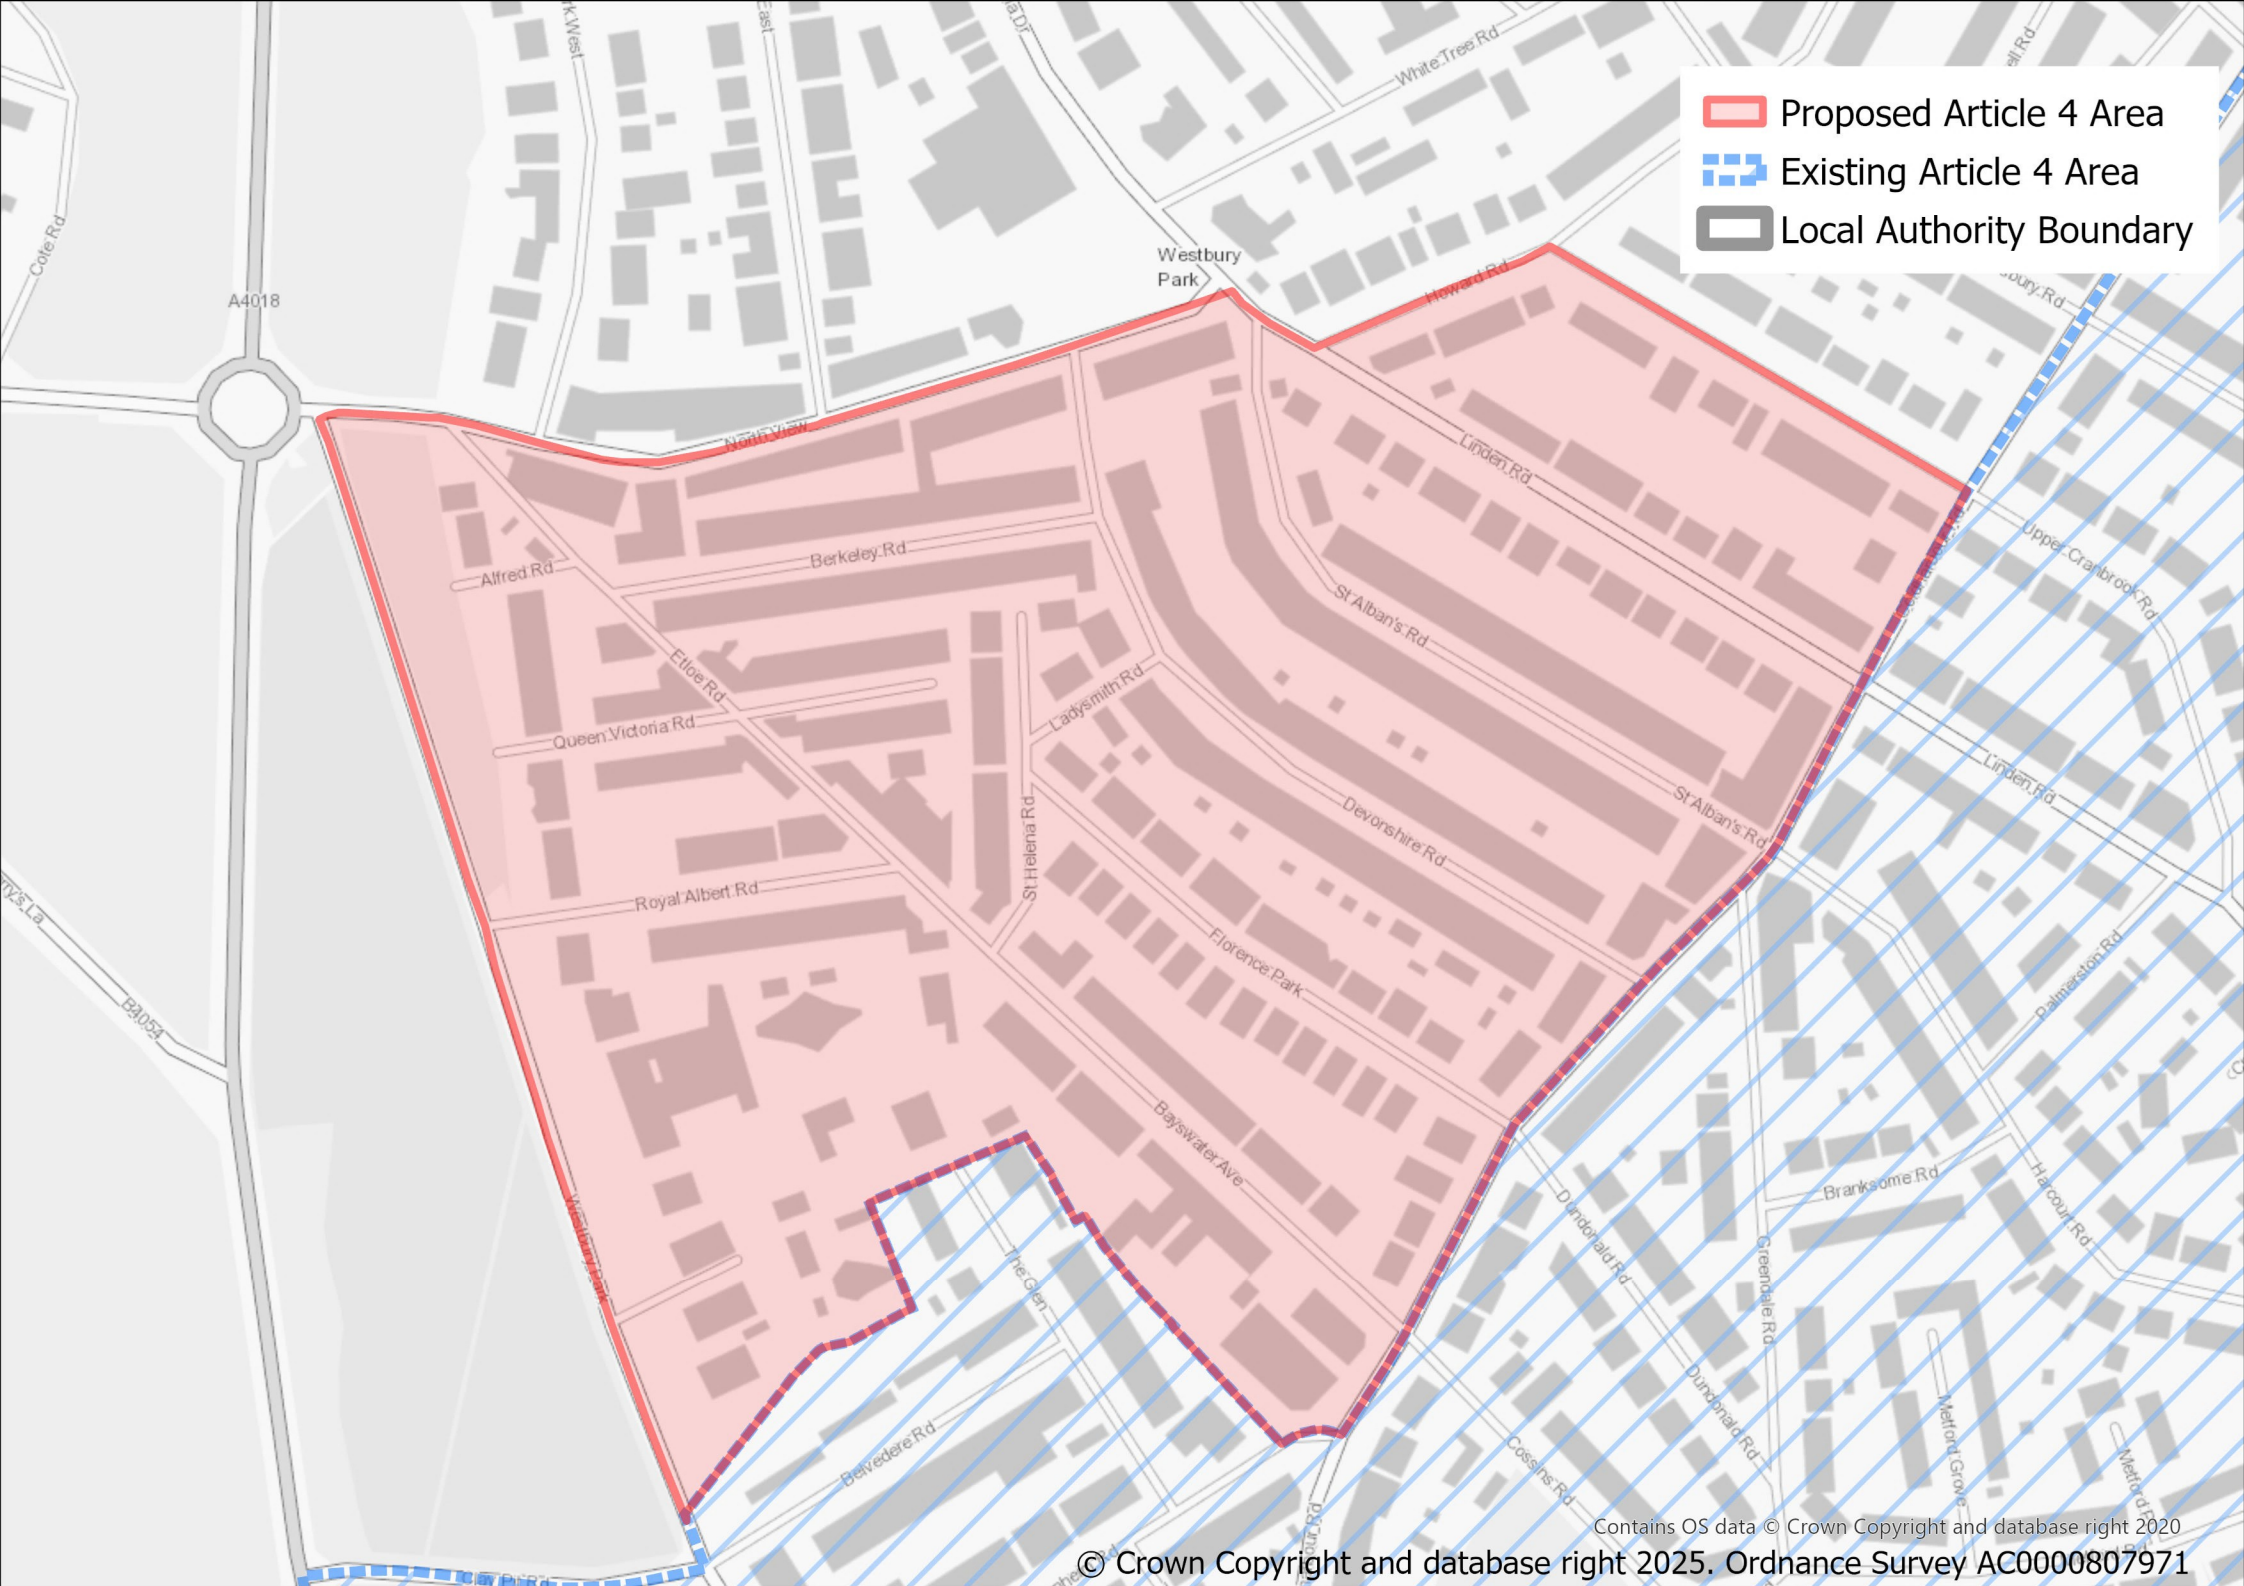 Proposed Article 4 Area
Existing Article 4 Area
Local Authority Boundary
White Tree Rd
Cote Rd
A4018
Westbury
Park
Howard Rd
North View
Linden Rd
Upper Cranbrook Rd
Berkeley Rd
Alfred Rd
St Alban's Rd
Etloe Rd
Ladysmith Rd
Queen Victoria Rd
Linden Rd
St Alban's Rd
Devonshire Rd
St Helena Rd
Royal Albert Rd
Florence Park
Palmerston Rd
B4054
Bayswater Ave
Branksome Rd
Harcourt Rd
Dundonald Rd
Westbury Park
The Glen
Greendale Rd
Dundonald Rd
Metford Grove
Belvedere Rd
Cossins Rd
Clay Pit Rd
Contains OS data © Crown Copyright and database right 2020
© Crown Copyright and database right 2025. Ordnance Survey AC0000807971